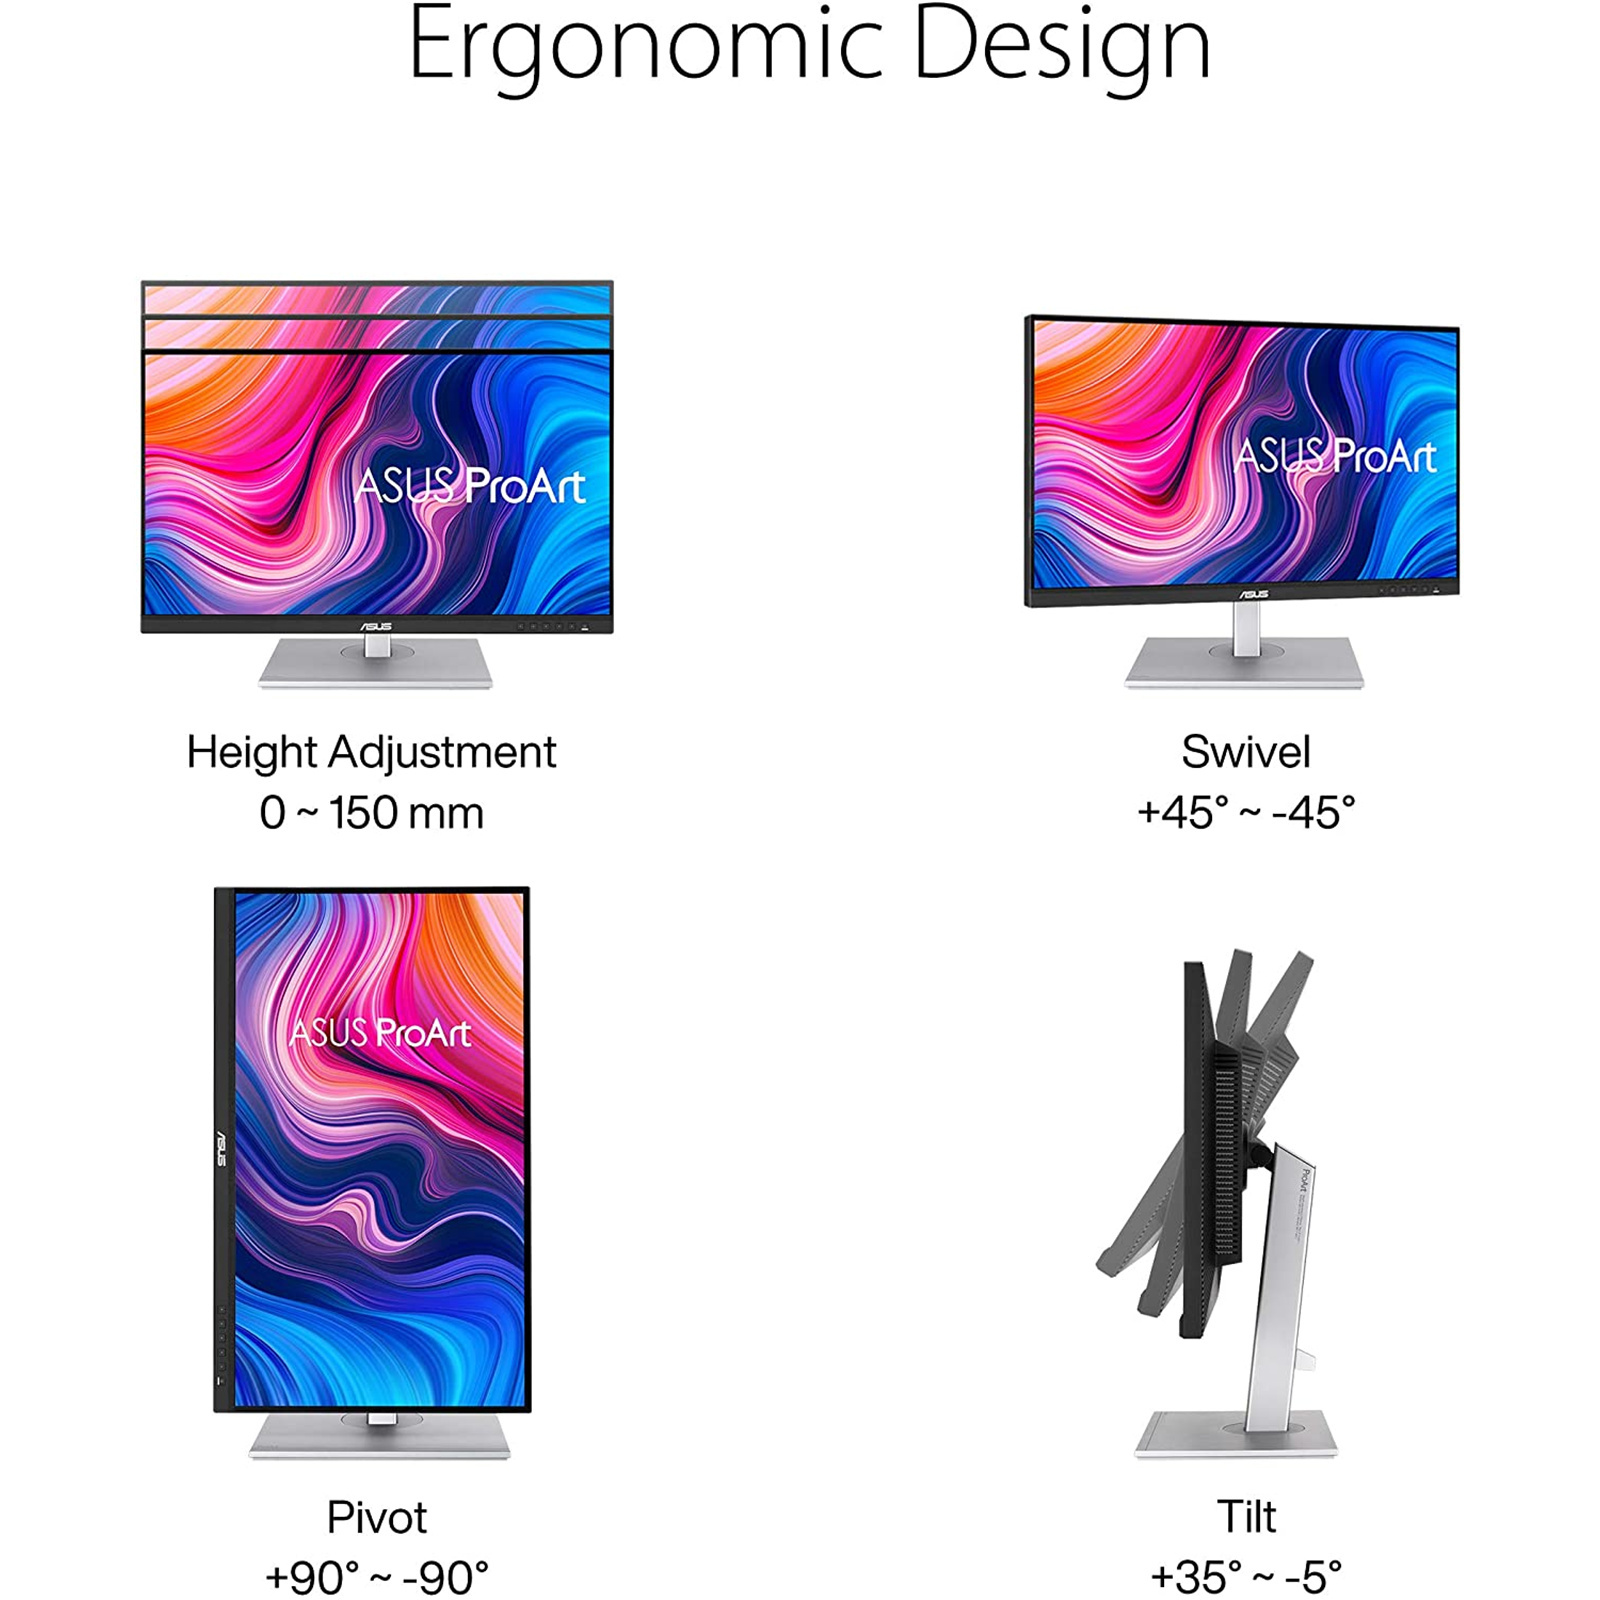 Ergonomic Design
ASUS ProArt
ASUS
Height Adjustment
0 ~ 150 mm
ASUS ProArt
ASUS
Swivel
+45° ~ -45°
ASUS ProArt
ASUS
Pivot
+90° ~ -90°
ProArt
Tilt
+35° ~ -5°